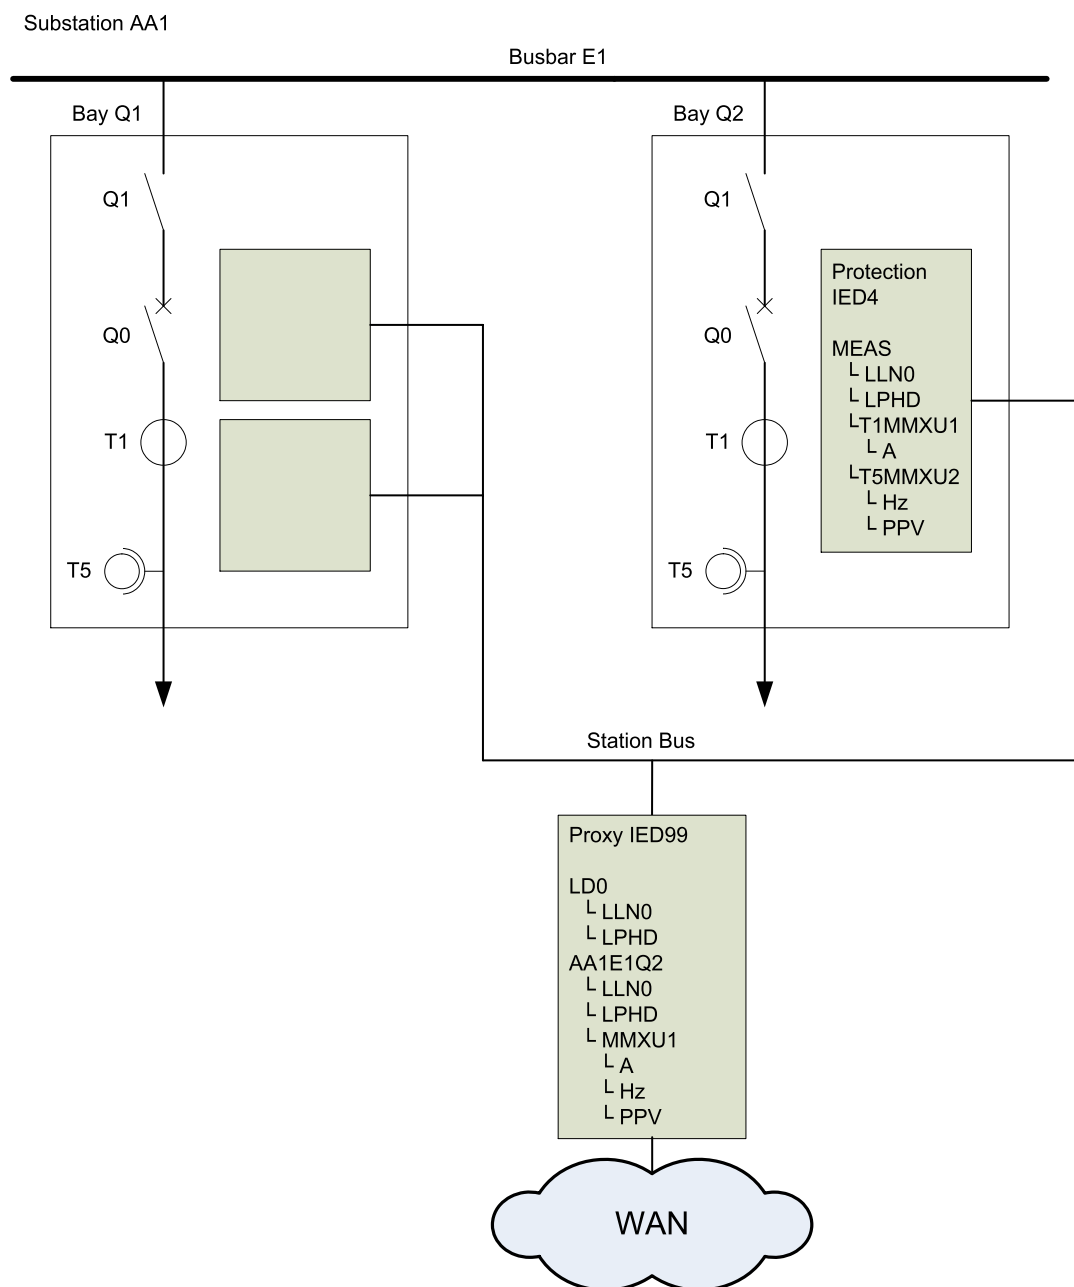 Substation AA1
Busbar E1
Bay Q1
Q1
Q0
T1
T5
Bay Q2
Q1
Q0
T1
T5
Protection
IED4
MEAS
LLN0
LPHD
T1MMXU1
A
T5MMXU2
Hz
PPV
Station Bus
Proxy IED99
LD0
LLN0
LPHD
AA1E1Q2
LLN0
LPHD
MMXU1
A
Hz
PPV
WAN